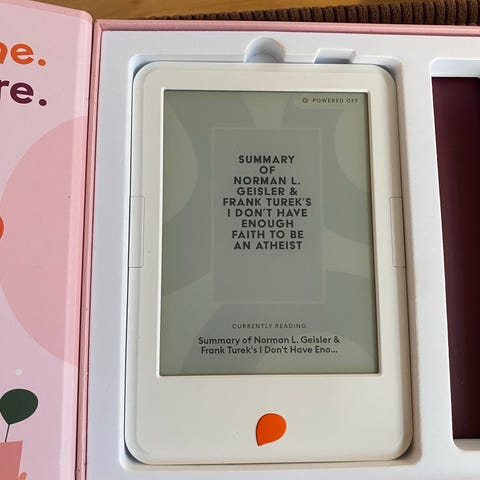 ne.
re.
POWERED OFF
SUMMARY
OF
NORMAN L.
GEISLER &
FRANK TUREK'S
I DON'T HAVE
ENOUGH
FAITH TO BE
AN ATHEIST
CURRENTLY READING
Summary of Norman L. Geisler &
Frank Turek's I Don't Have Eno...